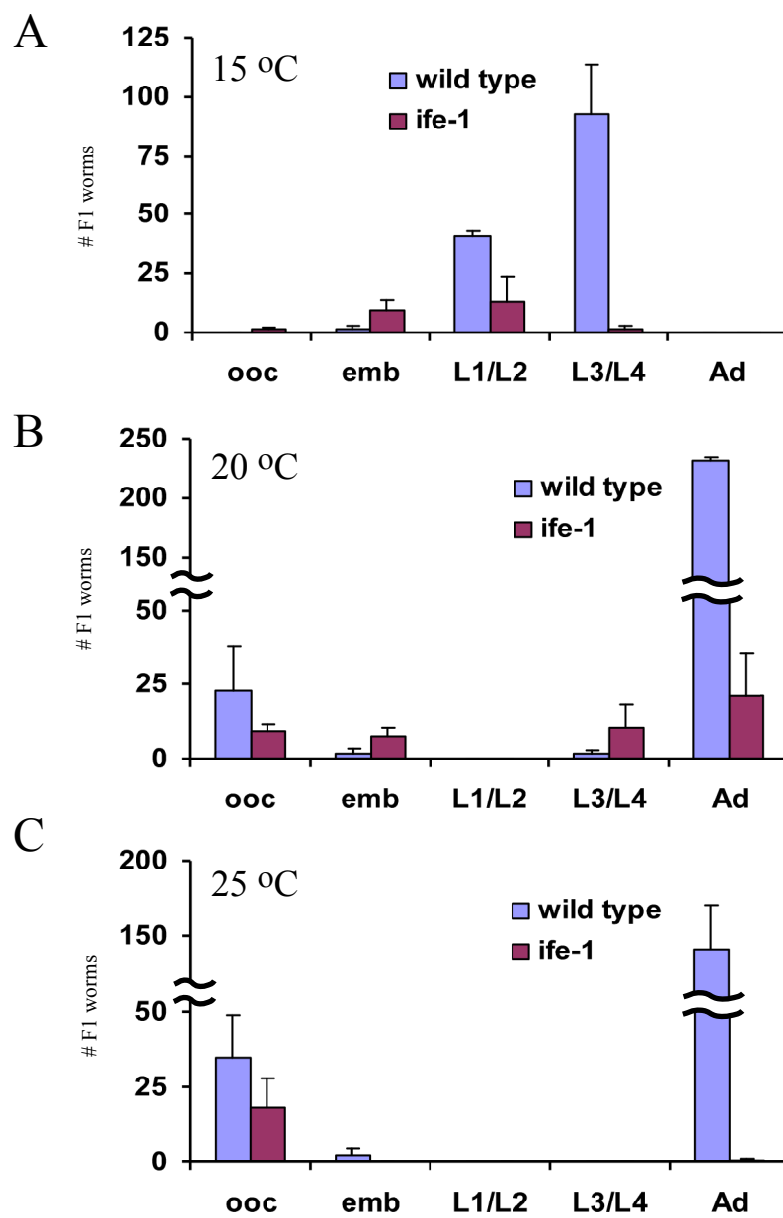 A
15 °C
wild type
ife-1
# F1 worms
125
100
75
50
25
0
ooc emb L1/L2 L3/L4 Ad
B
20 °C
wild type
ife-1
# F1 worms
250
200
150
50
25
0
ooc emb L1/L2 L3/L4 Ad
C
25 °C
wild type
ife-1
# F1 worms
200
150
50
25
0
ooc emb L1/L2 L3/L4 Ad